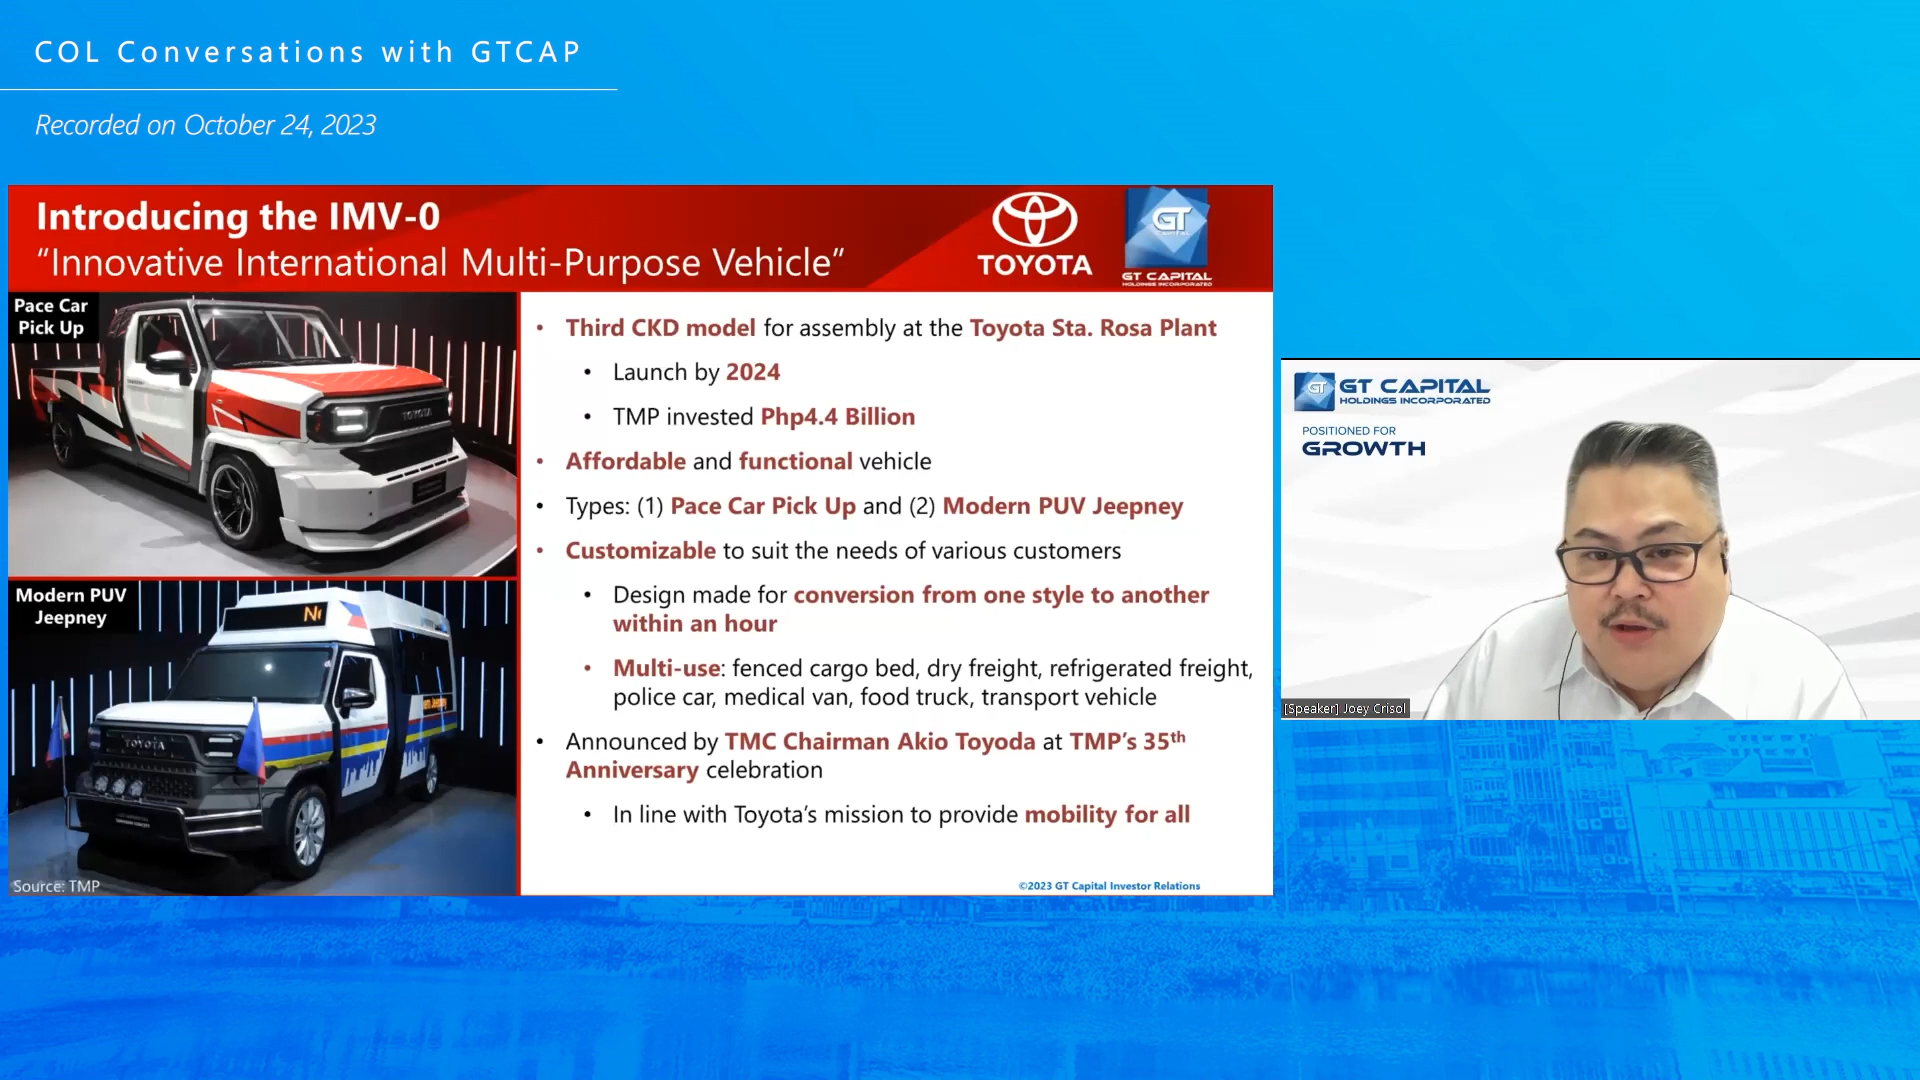 COL Conversations with GTCAP
Recorded on October 24, 2023
Introducing the IMV-0
“Innovative International Multi-Purpose Vehicle”
TOYOTA
GT
CAPITAL
GT CAPITAL
HOLDINGS INCORPORATED
Pace Car
Pick Up
TOYOTA
Modern PUV
Jeepney
TOYOTA
Source: TMP
• Third CKD model for assembly at the Toyota Sta. Rosa Plant
• Launch by 2024
• TMP invested Php4.4 Billion
• Affordable and functional vehicle
• Types: (1) Pace Car Pick Up and (2) Modern PUV Jeepney
• Customizable to suit the needs of various customers
• Design made for conversion from one style to another
within an hour
• Multi-use: fenced cargo bed, dry freight, refrigerated freight,
police car, medical van, food truck, transport vehicle
• Announced by TMC Chairman Akio Toyoda at TMP’s 35th
Anniversary celebration
• In line with Toyota’s mission to provide mobility for all
©2023 GT Capital Investor Relations
GT
GT CAPITAL
HOLDINGS INCORPORATED
POSITIONED FOR
GROWTH
[Speaker] Joey Crisol